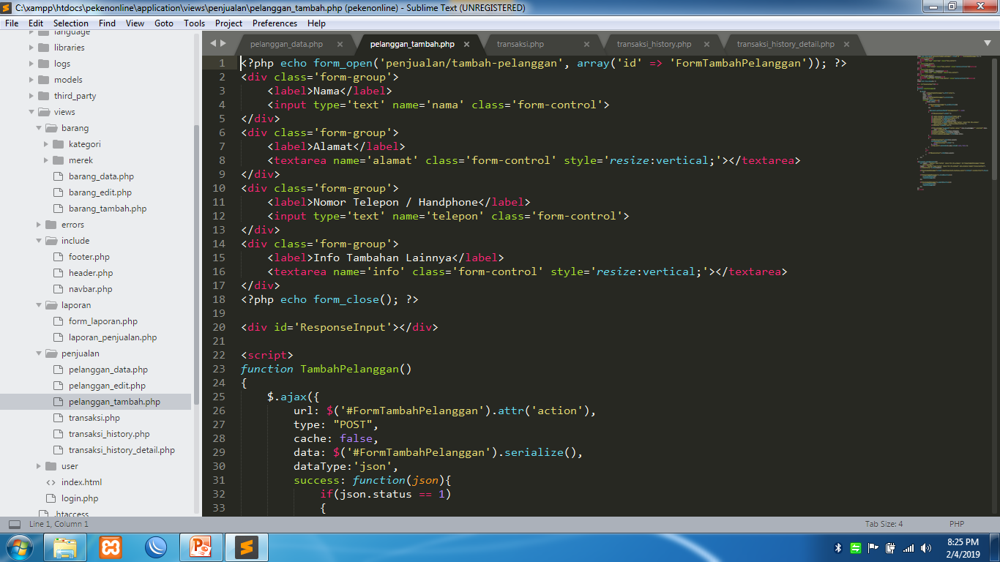 C:\xampp\htdocs\pekenonline\application\views\penjualan\pelanggan_tambah.php (pekenonline) - Sublime Text (UNREGISTERED)
File Edit Selection Find View Goto Tools Project Preferences Help
language
libraries
logs
models
third_party
views
barang
kategori
merek
barang_data.php
barang_edit.php
barang_tambah.php
errors
include
footer.php
header.php
navbar.php
laporan
form_laporan.php
laporan_penjualan.php
penjualan
pelanggan_data.php
pelanggan_edit.php
pelanggan_tambah.php
transaksi.php
transaksi_history.php
transaksi_history_detail.php
user
index.html
login.php
.htaccess
pelanggan_data.php × pelanggan_tambah.php × transaksi.php × transaksi_history.php × transaksi_history_detail.php ×
1 <?php echo form_open('penjualan/tambah-pelanggan', array('id' => 'FormTambahPelanggan')); ?>
2 <div class='form-group'>
3 <label>Nama</label>
4 <input type='text' name='nama' class='form-control'>
5 </div>
6 <div class='form-group'>
7 <label>Alamat</label>
8 <textarea name='alamat' class='form-control' style='resize:vertical;'></textarea>
9 </div>
10 <div class='form-group'>
11 <label>Nomor Telepon / Handphone</label>
12 <input type='text' name='telepon' class='form-control'>
13 </div>
14 <div class='form-group'>
15 <label>Info Tambahan Lainnya</label>
16 <textarea name='info' class='form-control' style='resize:vertical;'></textarea>
17 </div>
18 <?php echo form_close(); ?>
19
20 <div id='ResponseInput'></div>
21
22 <script>
23 function TambahPelanggan()
24 {
25 $.ajax({
26 url: $('#FormTambahPelanggan').attr('action'),
27 type: "POST",
28 cache: false,
29 data: $('#FormTambahPelanggan').serialize(),
30 dataType:'json',
31 success: function(json){
32 if(json.status == 1)
33 {
Line 1, Column 1 Tab Size: 4 PHP
8:25 PM
2/4/2019